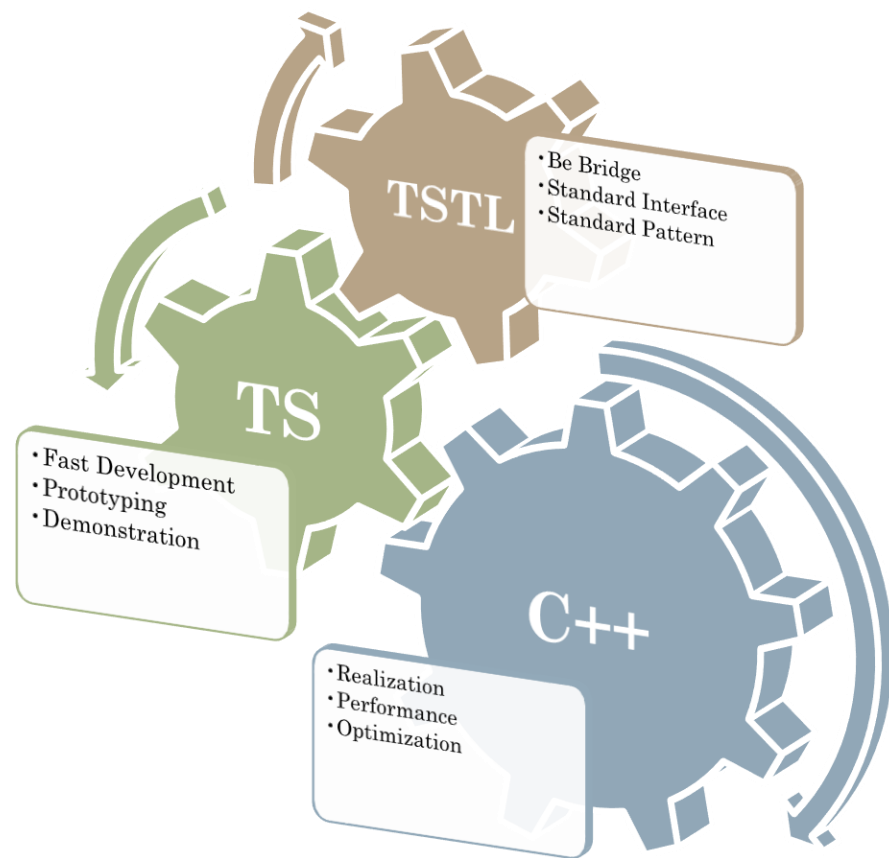 TSTL
• Be Bridge
• Standard Interface
• Standard Pattern
TS
• Fast Development
• Prototyping
• Demonstration
C++
• Realization
• Performance
• Optimization